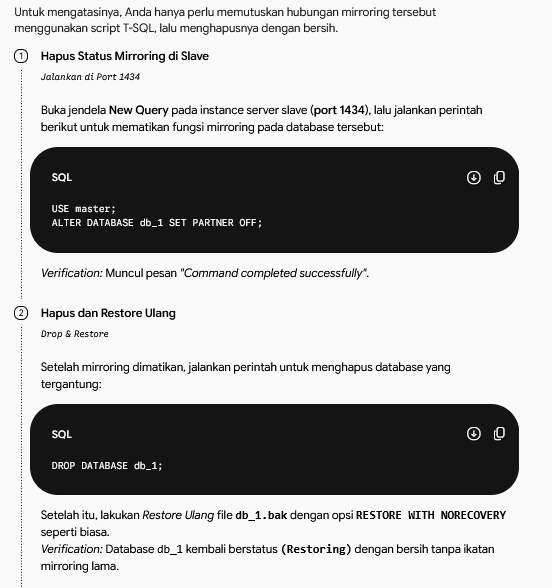 Untuk mengatasinya, Anda hanya perlu memutuskan hubungan mirroring tersebut
menggunakan script T-SQL, lalu menghapusnya dengan bersih.
1 Hapus Status Mirroring di Slave
Jalankan di Port 1434
Buka jendela New Query pada instance server slave (port 1434), lalu jalankan perintah
berikut untuk mematikan fungsi mirroring pada database tersebut:
SQL
USE master;
ALTER DATABASE db_1 SET PARTNER OFF;
Verification: Muncul pesan "Command completed successfully".
2 Hapus dan Restore Ulang
Drop & Restore
Setelah mirroring dimatikan, jalankan perintah untuk menghapus database yang
tergantung:
SQL
DROP DATABASE db_1;
Setelah itu, lakukan Restore Ulang file db_1.bak dengan opsi RESTORE WITH NORECOVERY
seperti biasa.
Verification: Database db_1 kembali berstatus (Restoring) dengan bersih tanpa ikatan
mirroring lama.